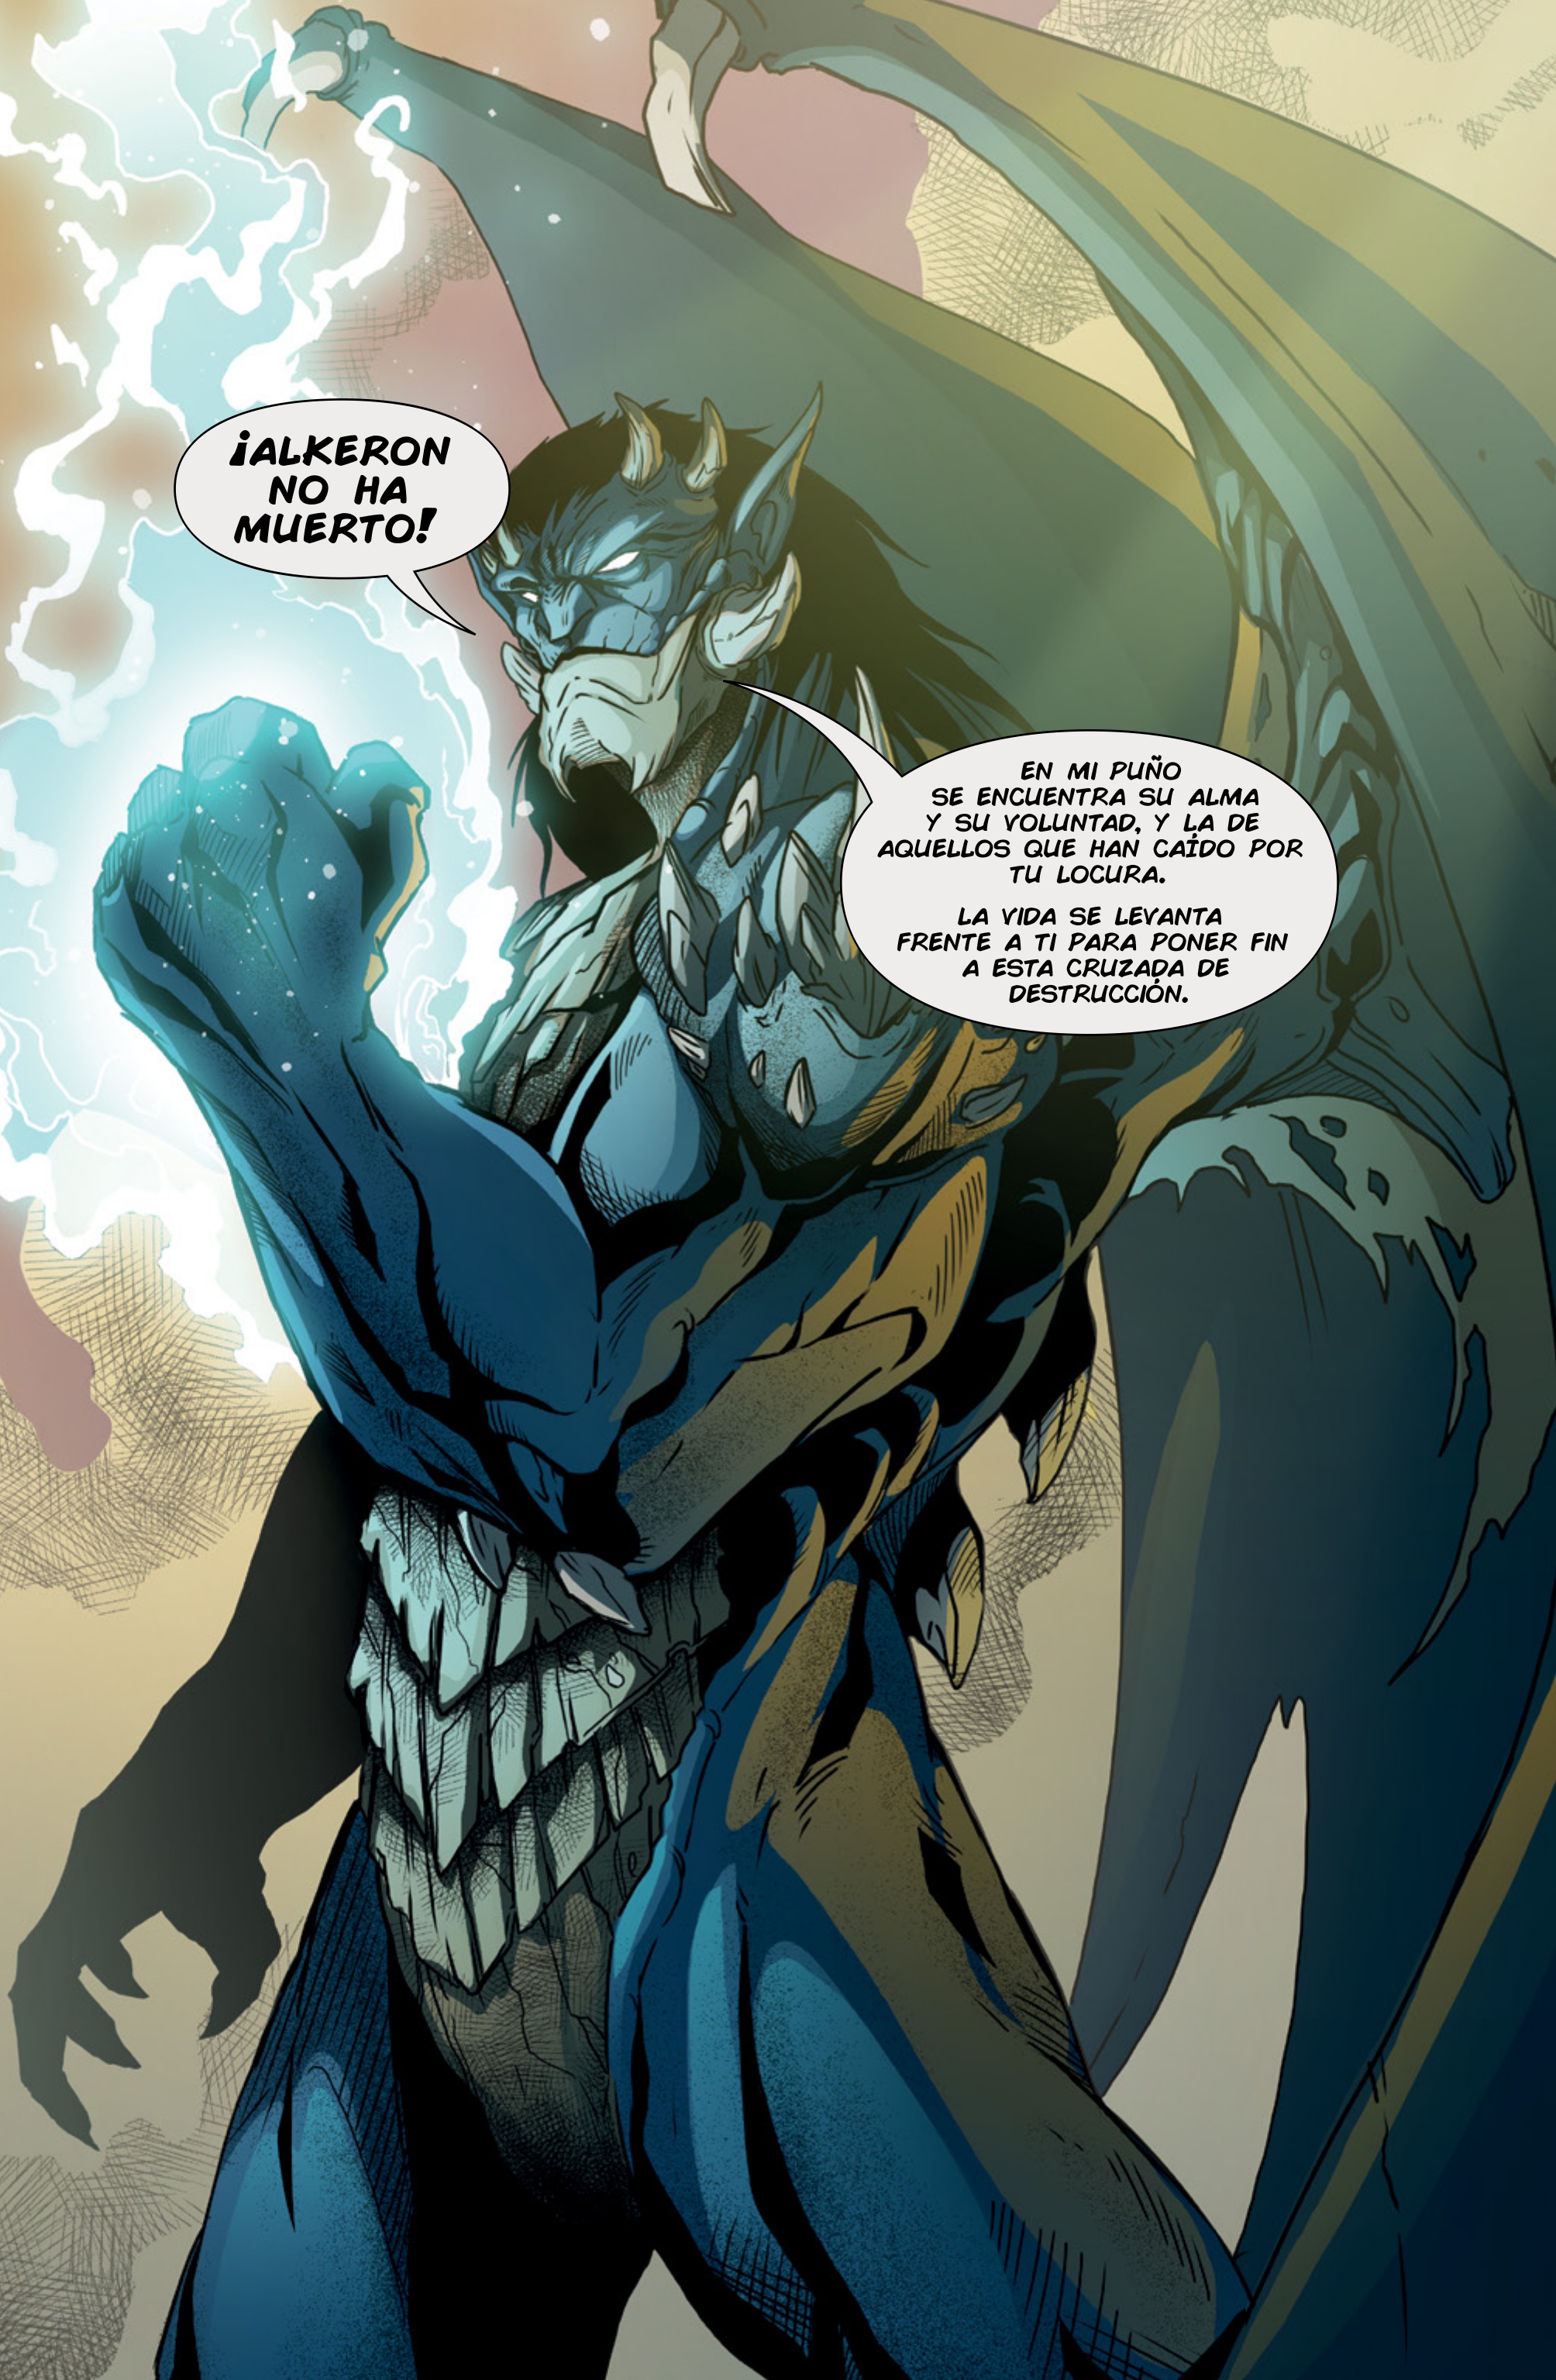 ¡ALKERON
NO HA
MUERTO!
EN MI PUÑO
SE ENCUENTRA SU ALMA
Y SU VOLUNTAD, Y LA DE
AQUELLOS QUE HAN CAÍDO POR
TU LOCURA.
LA VIDA SE LEVANTA
FRENTE A TI PARA PONER FIN
A ESTA CRUZADA DE
DESTRUCCIÓN.